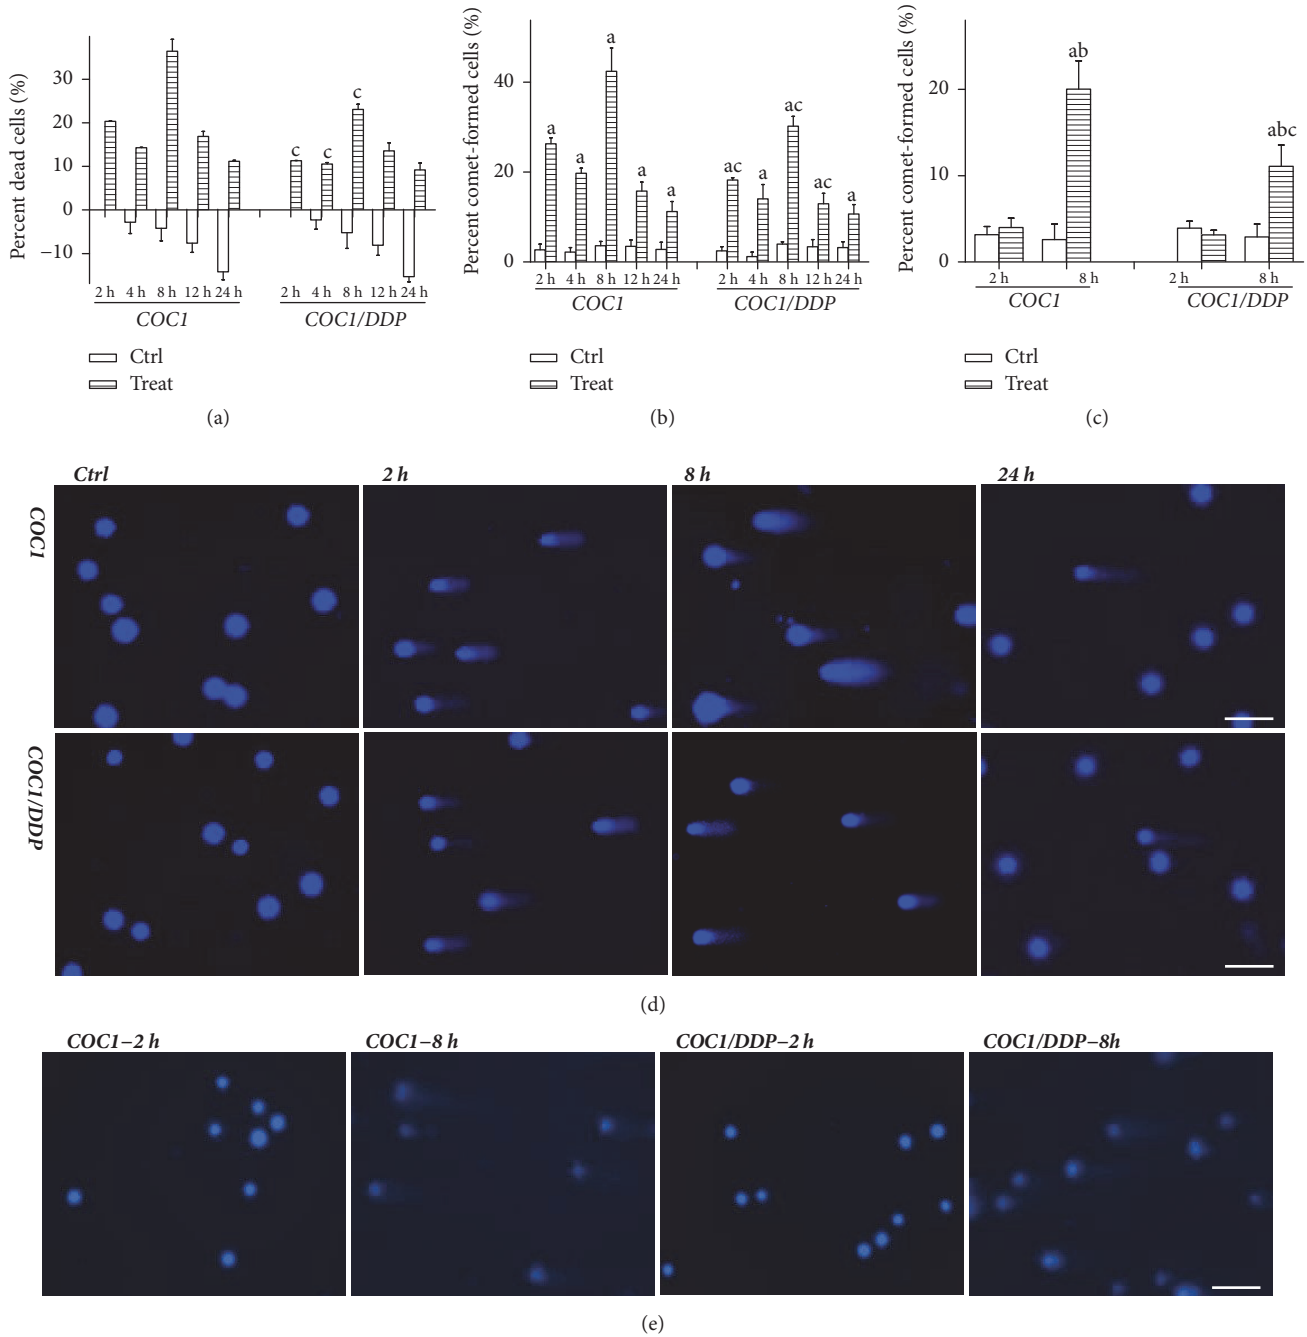 Percent dead cells (%)
30
20
10
0
−10
c
c
c
2 h 4 h 8 h 12 h 24 h
2 h 4 h 8 h 12 h 24 h
COC1
COC1/DDP
Ctrl
Treat
(a)
Percent comet-formed cells (%)
40
20
0
a
a
a
a
a
ac
a
ac
ac
a
2 h 4 h 8 h 12 h 24 h
2 h 4 h 8 h 12 h 24 h
COC1
COC1/DDP
Ctrl
Treat
(b)
Percent comet-formed cells (%)
20
10
0
ab
abc
2 h 8 h
2 h 8 h
COC1
COC1/DDP
Ctrl
Treat
(c)
Ctrl
2 h
8 h
24 h
COC1
COC1/DDP
(d)
COC1−2 h
COC1−8 h
COC1/DDP−2 h
COC1/DDP−8h
(e)